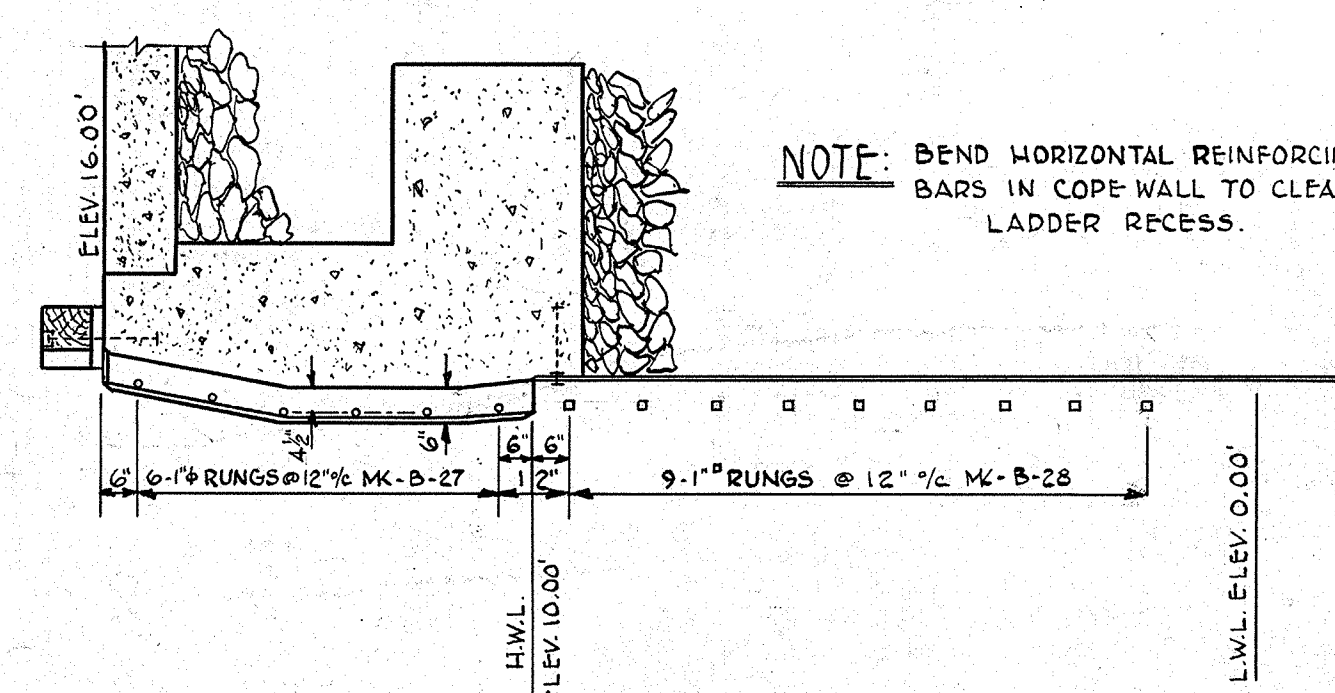 ELEV. 16.00'
NOTE: BEND HORIZONTAL REINFORCI
BARS IN COPE WALL TO CLEA
LADDER RECESS.
4½"
6"
6"
6"
6"
6-1"ϕ RUNGS @ 12" o/c MK-B-27
12"
9-1"□ RUNGS @ 12" o/c MK-B-28
H.W.L.
ELEV. 10.00'
L.W.L. ELEV. 0.00'